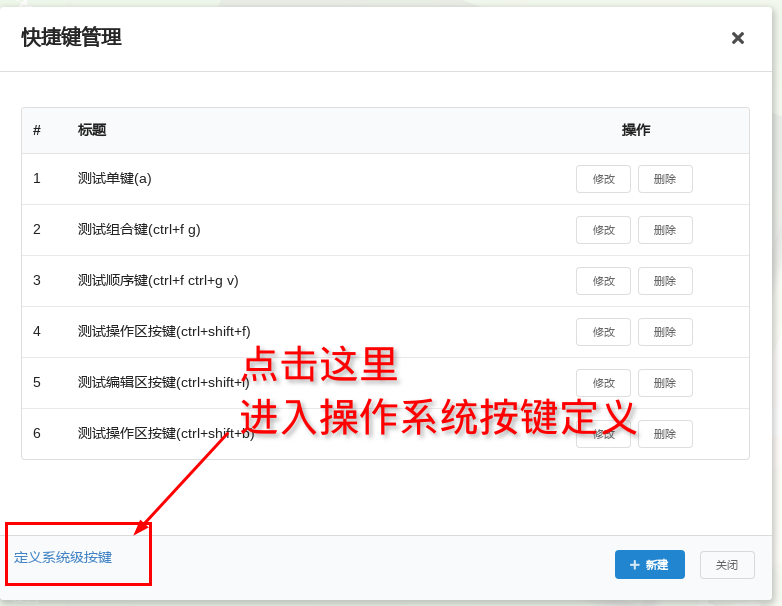 快捷键管理
# 标题 操作
1 测试单键(a) 修改 删除
2 测试组合键(ctrl+f g) 修改 删除
3 测试顺序键(ctrl+f ctrl+g v) 修改 删除
4 测试操作区按键(ctrl+shift+f) 修改 删除
点击这里
5 测试编辑区按键(ctrl+shift+f) 修改 删除
进入操作系统按键定义
6 测试操作区按键(ctrl+shift+b) 修改 删除
定义系统级按键 + 新建 关闭